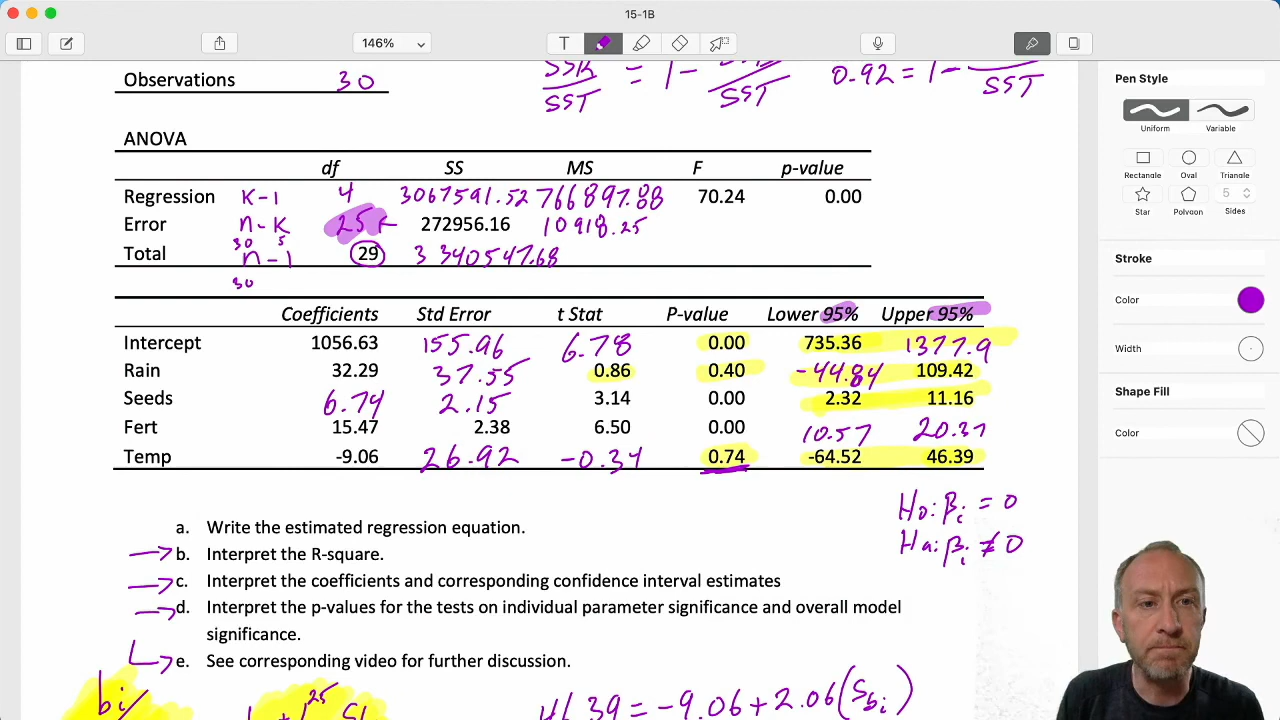 15-1B
146%
T
Pen Style
Uniform Variable
Rectangle Oval Triangle
5
Star Polygon Sides
Stroke
Color
Width
Shape Fill
Color
Observations 30
SSR/SST = 1 - /SST 0.92 = 1 - /SST
ANOVA
df SS MS F p-value
Regression K-1 4 3067591.52 766897.88 70.24 0.00
Error n-K 25 272956.16 10918.25
30 5
Total n-1 29 3340547.68
30
Coefficients Std Error t Stat P-value Lower 95% Upper 95%
Intercept 1056.63 155.96 6.78 0.00 735.36 1377.9
Rain 32.29 37.55 0.86 0.40 -44.84 109.42
Seeds 6.74 2.15 3.14 0.00 2.32 11.16
Fert 15.47 2.38 6.50 0.00 10.57 20.37
Temp -9.06 26.92 -0.34 0.74 -64.52 46.39
H0: βi = 0
Ha: βi ≠ 0
a. Write the estimated regression equation.
b. Interpret the R-square.
c. Interpret the coefficients and corresponding confidence interval estimates
d. Interpret the p-values for the tests on individual parameter significance and overall model
significance.
e. See corresponding video for further discussion.
bi/
25
46.39 = -9.06 + 2.06(Sbi)